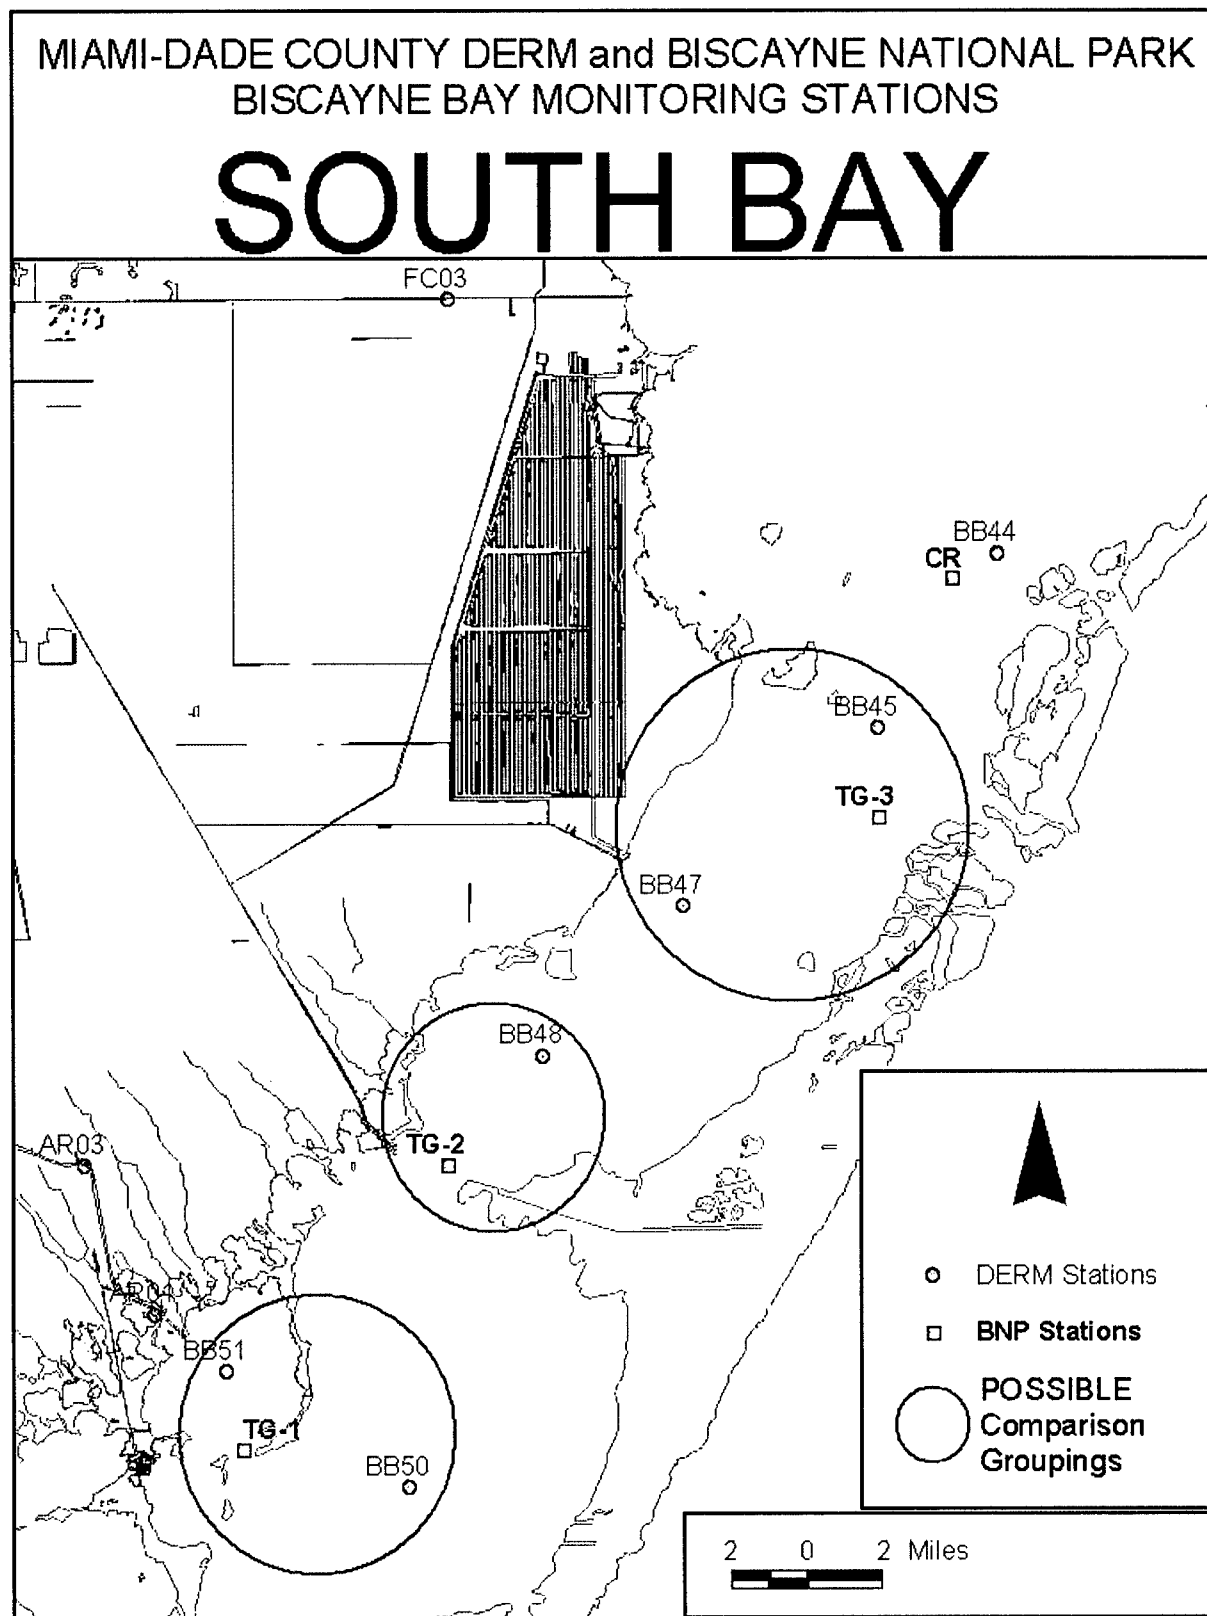 MIAMI-DADE COUNTY DERM and BISCAYNE NATIONAL PARK
BISCAYNE BAY MONITORING STATIONS
SOUTH BAY
FC03
BB44
CR
BB45
TG-3
BB47
BB48
TG-2
AR03
AR04
BB51
TG-1
BB50
DERM Stations
BNP Stations
POSSIBLE
Comparison
Groupings
2 0 2 Miles